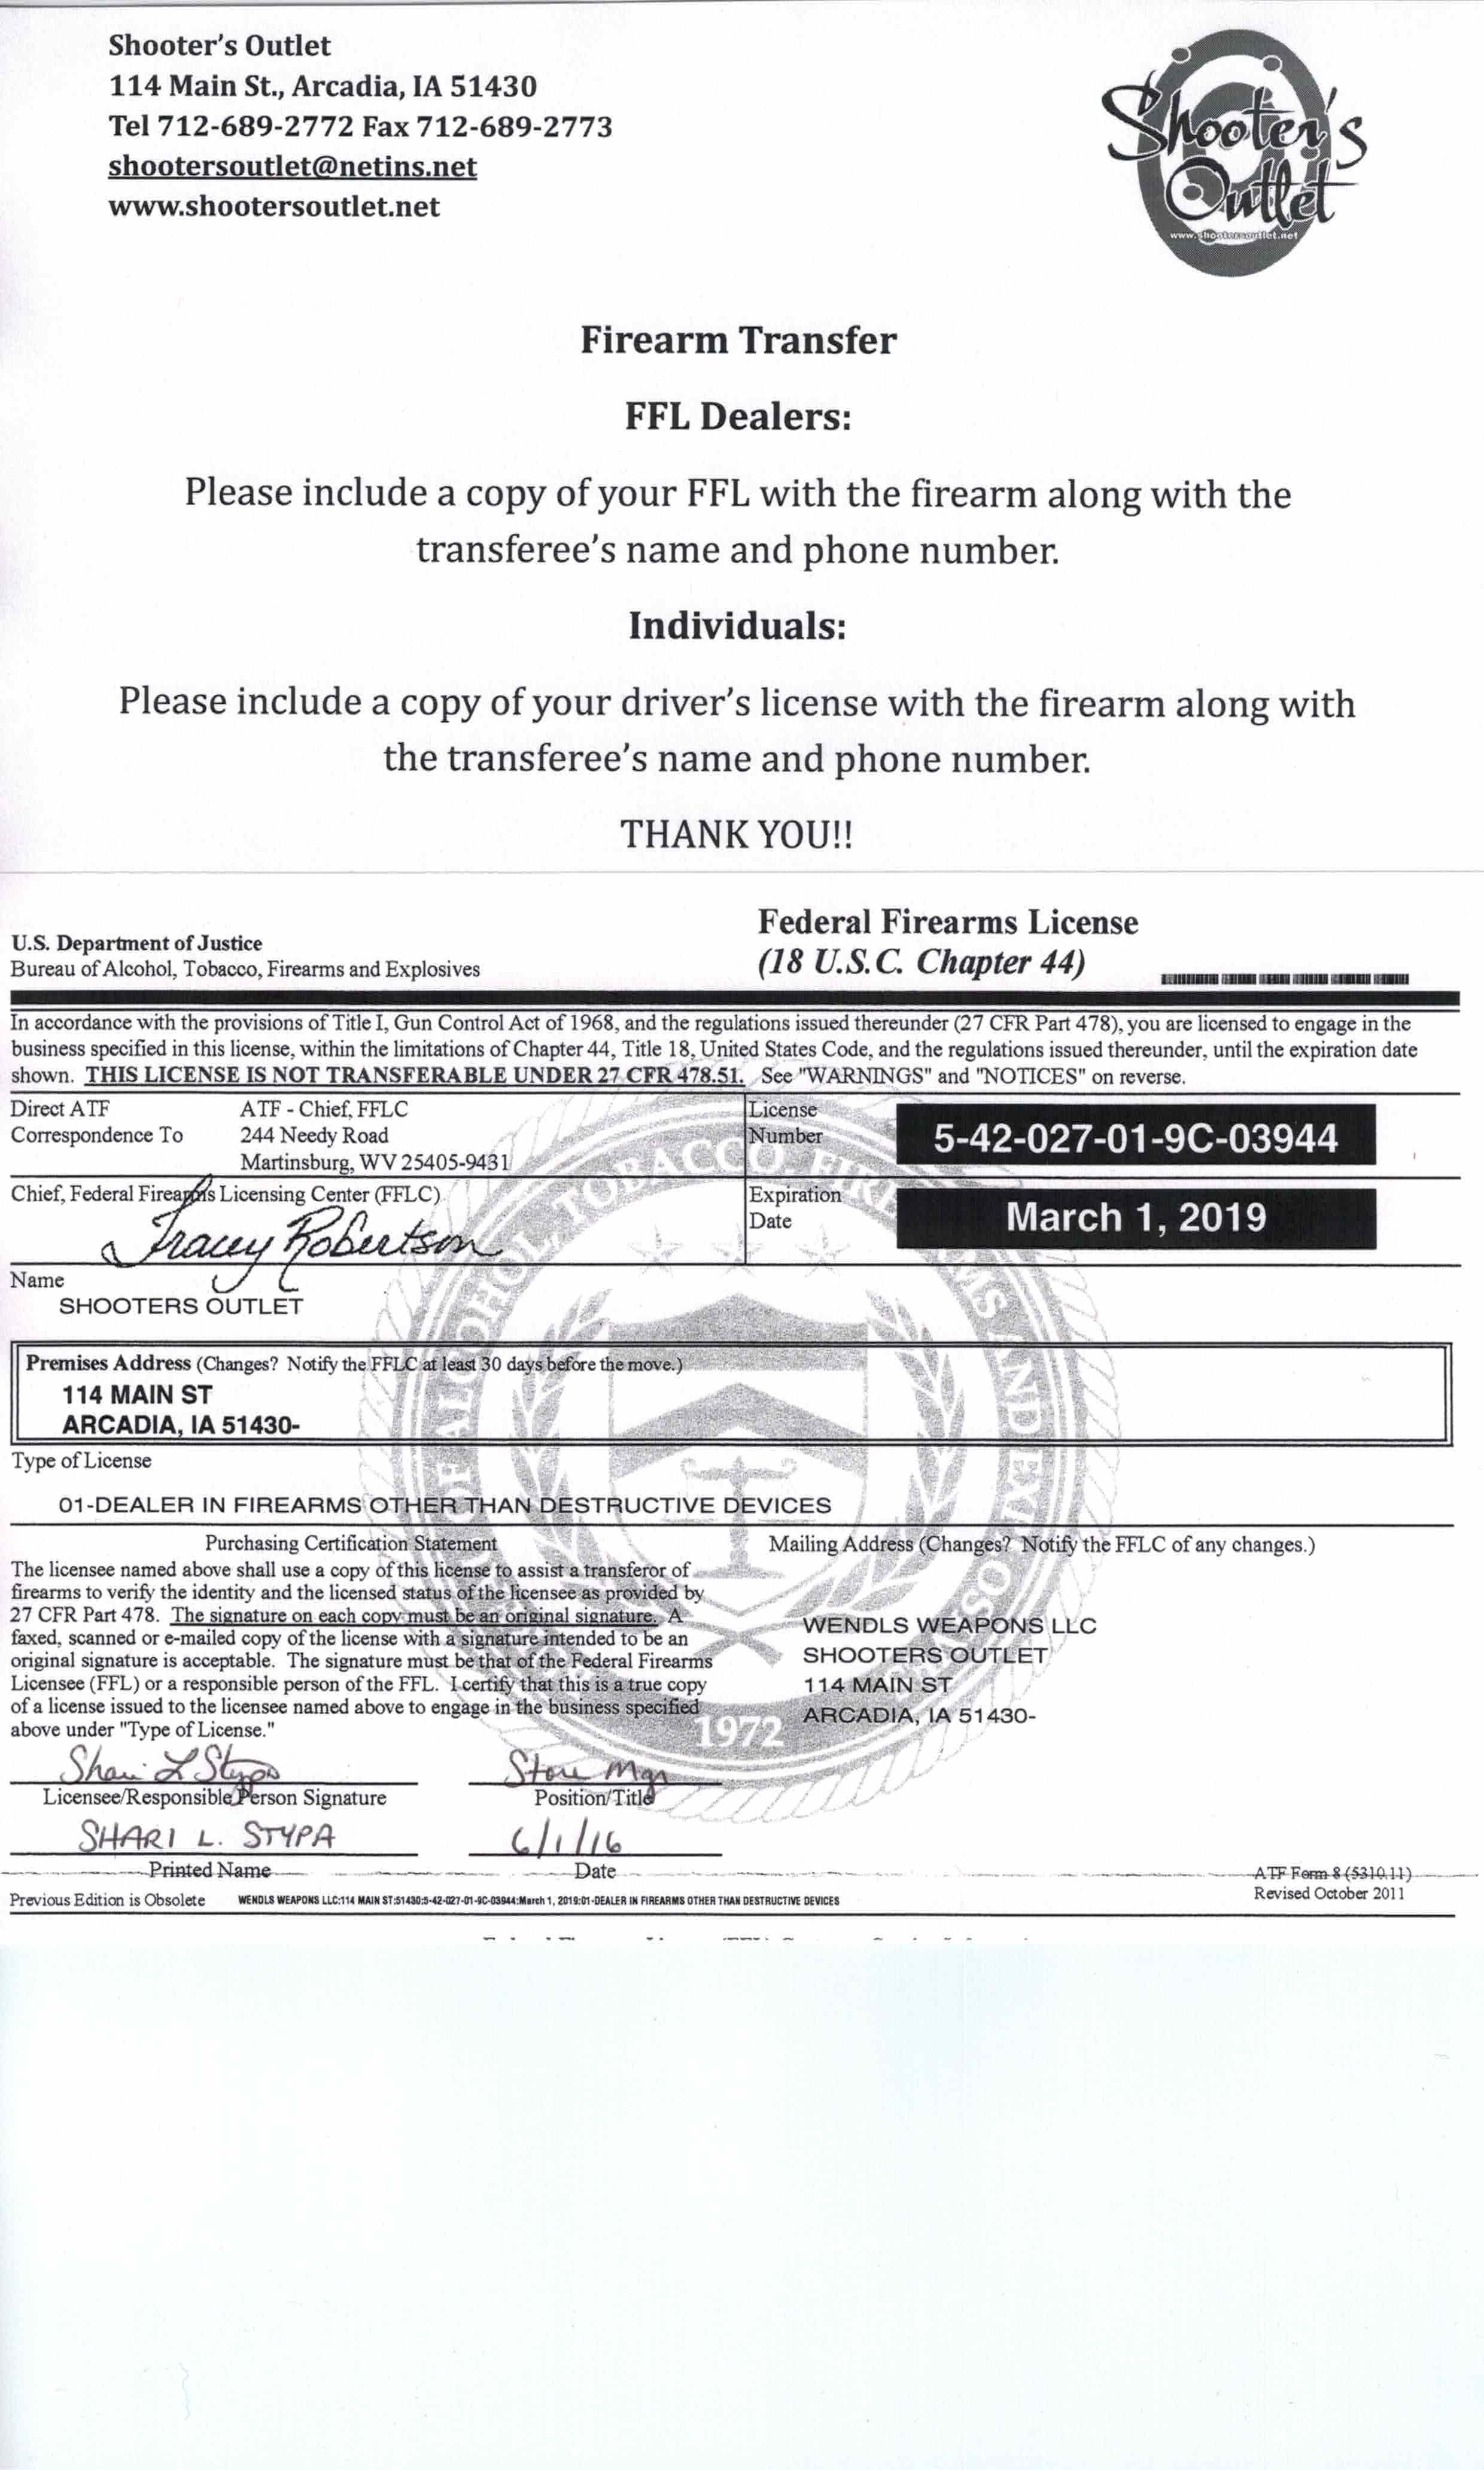 Shooter's Outlet
114 Main St., Arcadia, IA 51430
Tel 712-689-2772 Fax 712-689-2773
shootersoutlet@netins.net
www.shootersoutlet.net
Shooter's
Outlet
www.shootersoutlet.net
Firearm Transfer
FFL Dealers:
Please include a copy of your FFL with the firearm along with the
transferee's name and phone number.
Individuals:
Please include a copy of your driver's license with the firearm along with
the transferee's name and phone number.
THANK YOU!!
U.S. Department of Justice
Bureau of Alcohol, Tobacco, Firearms and Explosives
Federal Firearms License
(18 U.S.C. Chapter 44)
In accordance with the provisions of Title I, Gun Control Act of 1968, and the regulations issued thereunder (27 CFR Part 478), you are licensed to engage in the
business specified in this license, within the limitations of Chapter 44, Title 18, United States Code, and the regulations issued thereunder, until the expiration date
shown. THIS LICENSE IS NOT TRANSFERABLE UNDER 27 CFR 478.51. See "WARNINGS" and "NOTICES" on reverse.
Direct ATF
Correspondence To
ATF - Chief, FFLC
244 Needy Road
Martinsburg, WV 25405-9431
License
Number
5-42-027-01-9C-03944
Chief, Federal Firearms Licensing Center (FFLC)
Tracey Robertson
Expiration
Date
March 1, 2019
Name
SHOOTERS OUTLET
Premises Address (Changes? Notify the FFLC at least 30 days before the move.)
114 MAIN ST
ARCADIA, IA 51430-
Type of License
01-DEALER IN FIREARMS OTHER THAN DESTRUCTIVE DEVICES
Purchasing Certification Statement
The licensee named above shall use a copy of this license to assist a transferor of
firearms to verify the identity and the licensed status of the licensee as provided by
27 CFR Part 478. The signature on each copy must be an original signature. A
faxed, scanned or e-mailed copy of the license with a signature intended to be an
original signature is acceptable. The signature must be that of the Federal Firearms
Licensee (FFL) or a responsible person of the FFL. I certify that this is a true copy
of a license issued to the licensee named above to engage in the business specified
above under "Type of License."
Mailing Address (Changes? Notify the FFLC of any changes.)
WENDLS WEAPONS LLC
SHOOTERS OUTLET
114 MAIN ST
ARCADIA, IA 51430-
1972
Shari L Stypa
Store Mgr
Licensee/Responsible Person Signature
Position/Title
SHARI L. STYPA
6/1/16
Printed Name
Date
ATF Form 8 (5310.11)
Revised October 2011
Previous Edition is Obsolete
WENDLS WEAPONS LLC:114 MAIN ST:51430:5-42-027-01-9C-03944:March 1, 2019:01-DEALER IN FIREARMS OTHER THAN DESTRUCTIVE DEVICES